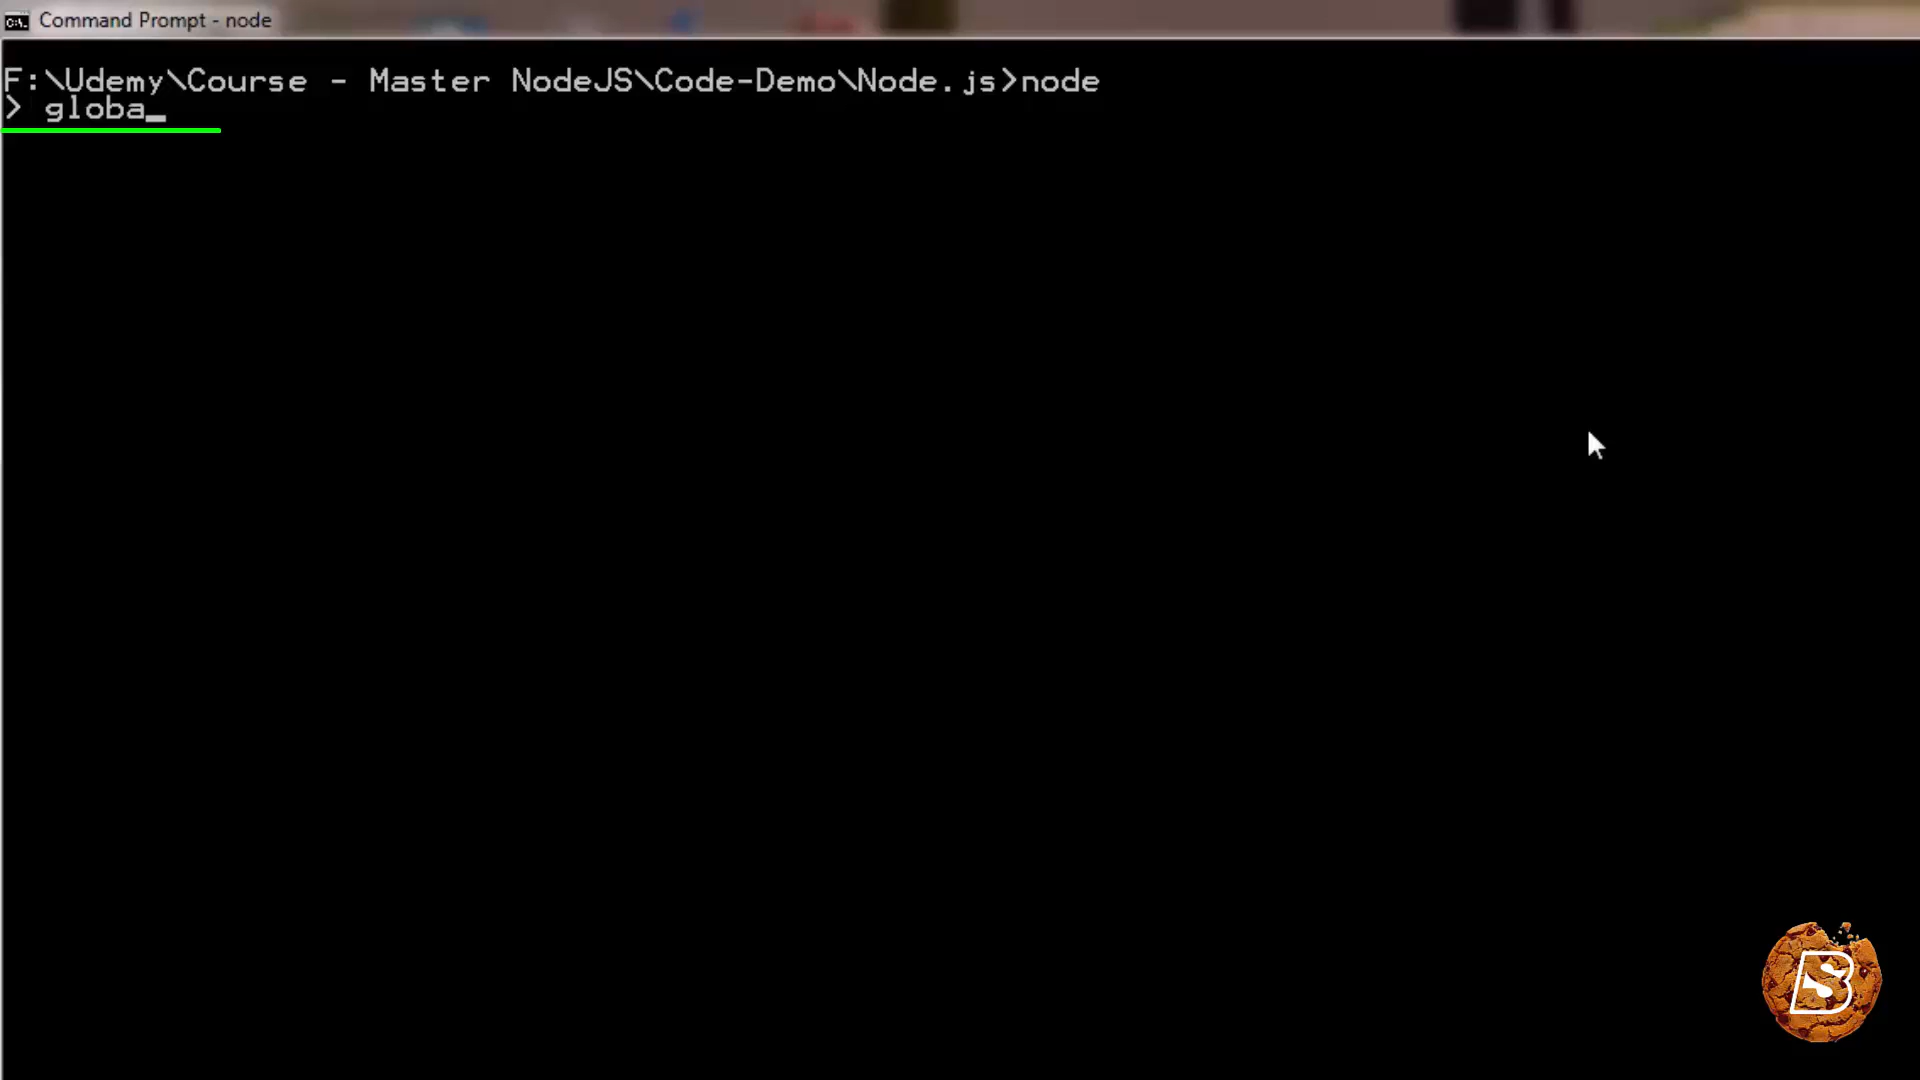 Command Prompt - node
F:\Udemy\Course - Master NodeJS\Code-Demo\Node.js>node
> globa_